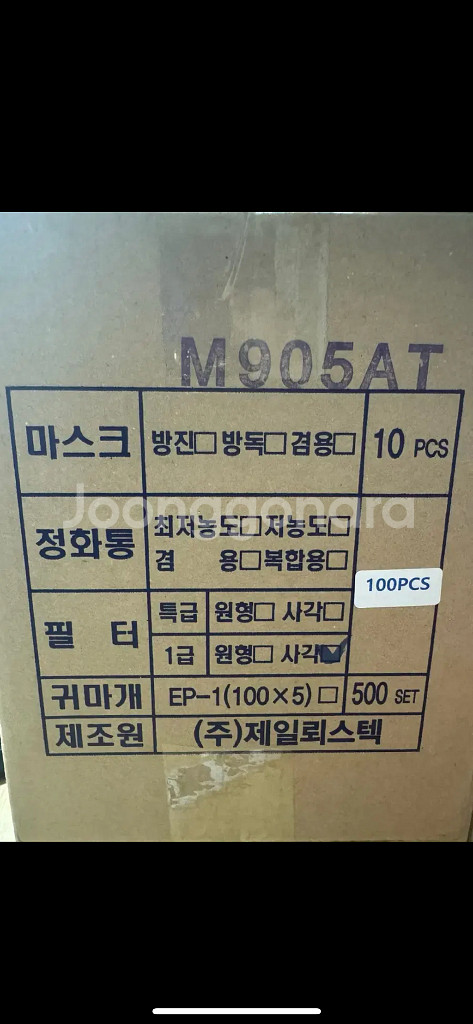 M905AT
마스크 방진□ 방독□ 겸용□ 10 PCS
Joonggonara
정화통 최저농도□ 저농도□
겸 용□ 복합용□
100PCS
필 터 특급 원형□ 사각□
1급 원형□ 사각☑
귀마개 EP-1(100×5) □ 500 SET
제조원 (주)제일뢰스텍